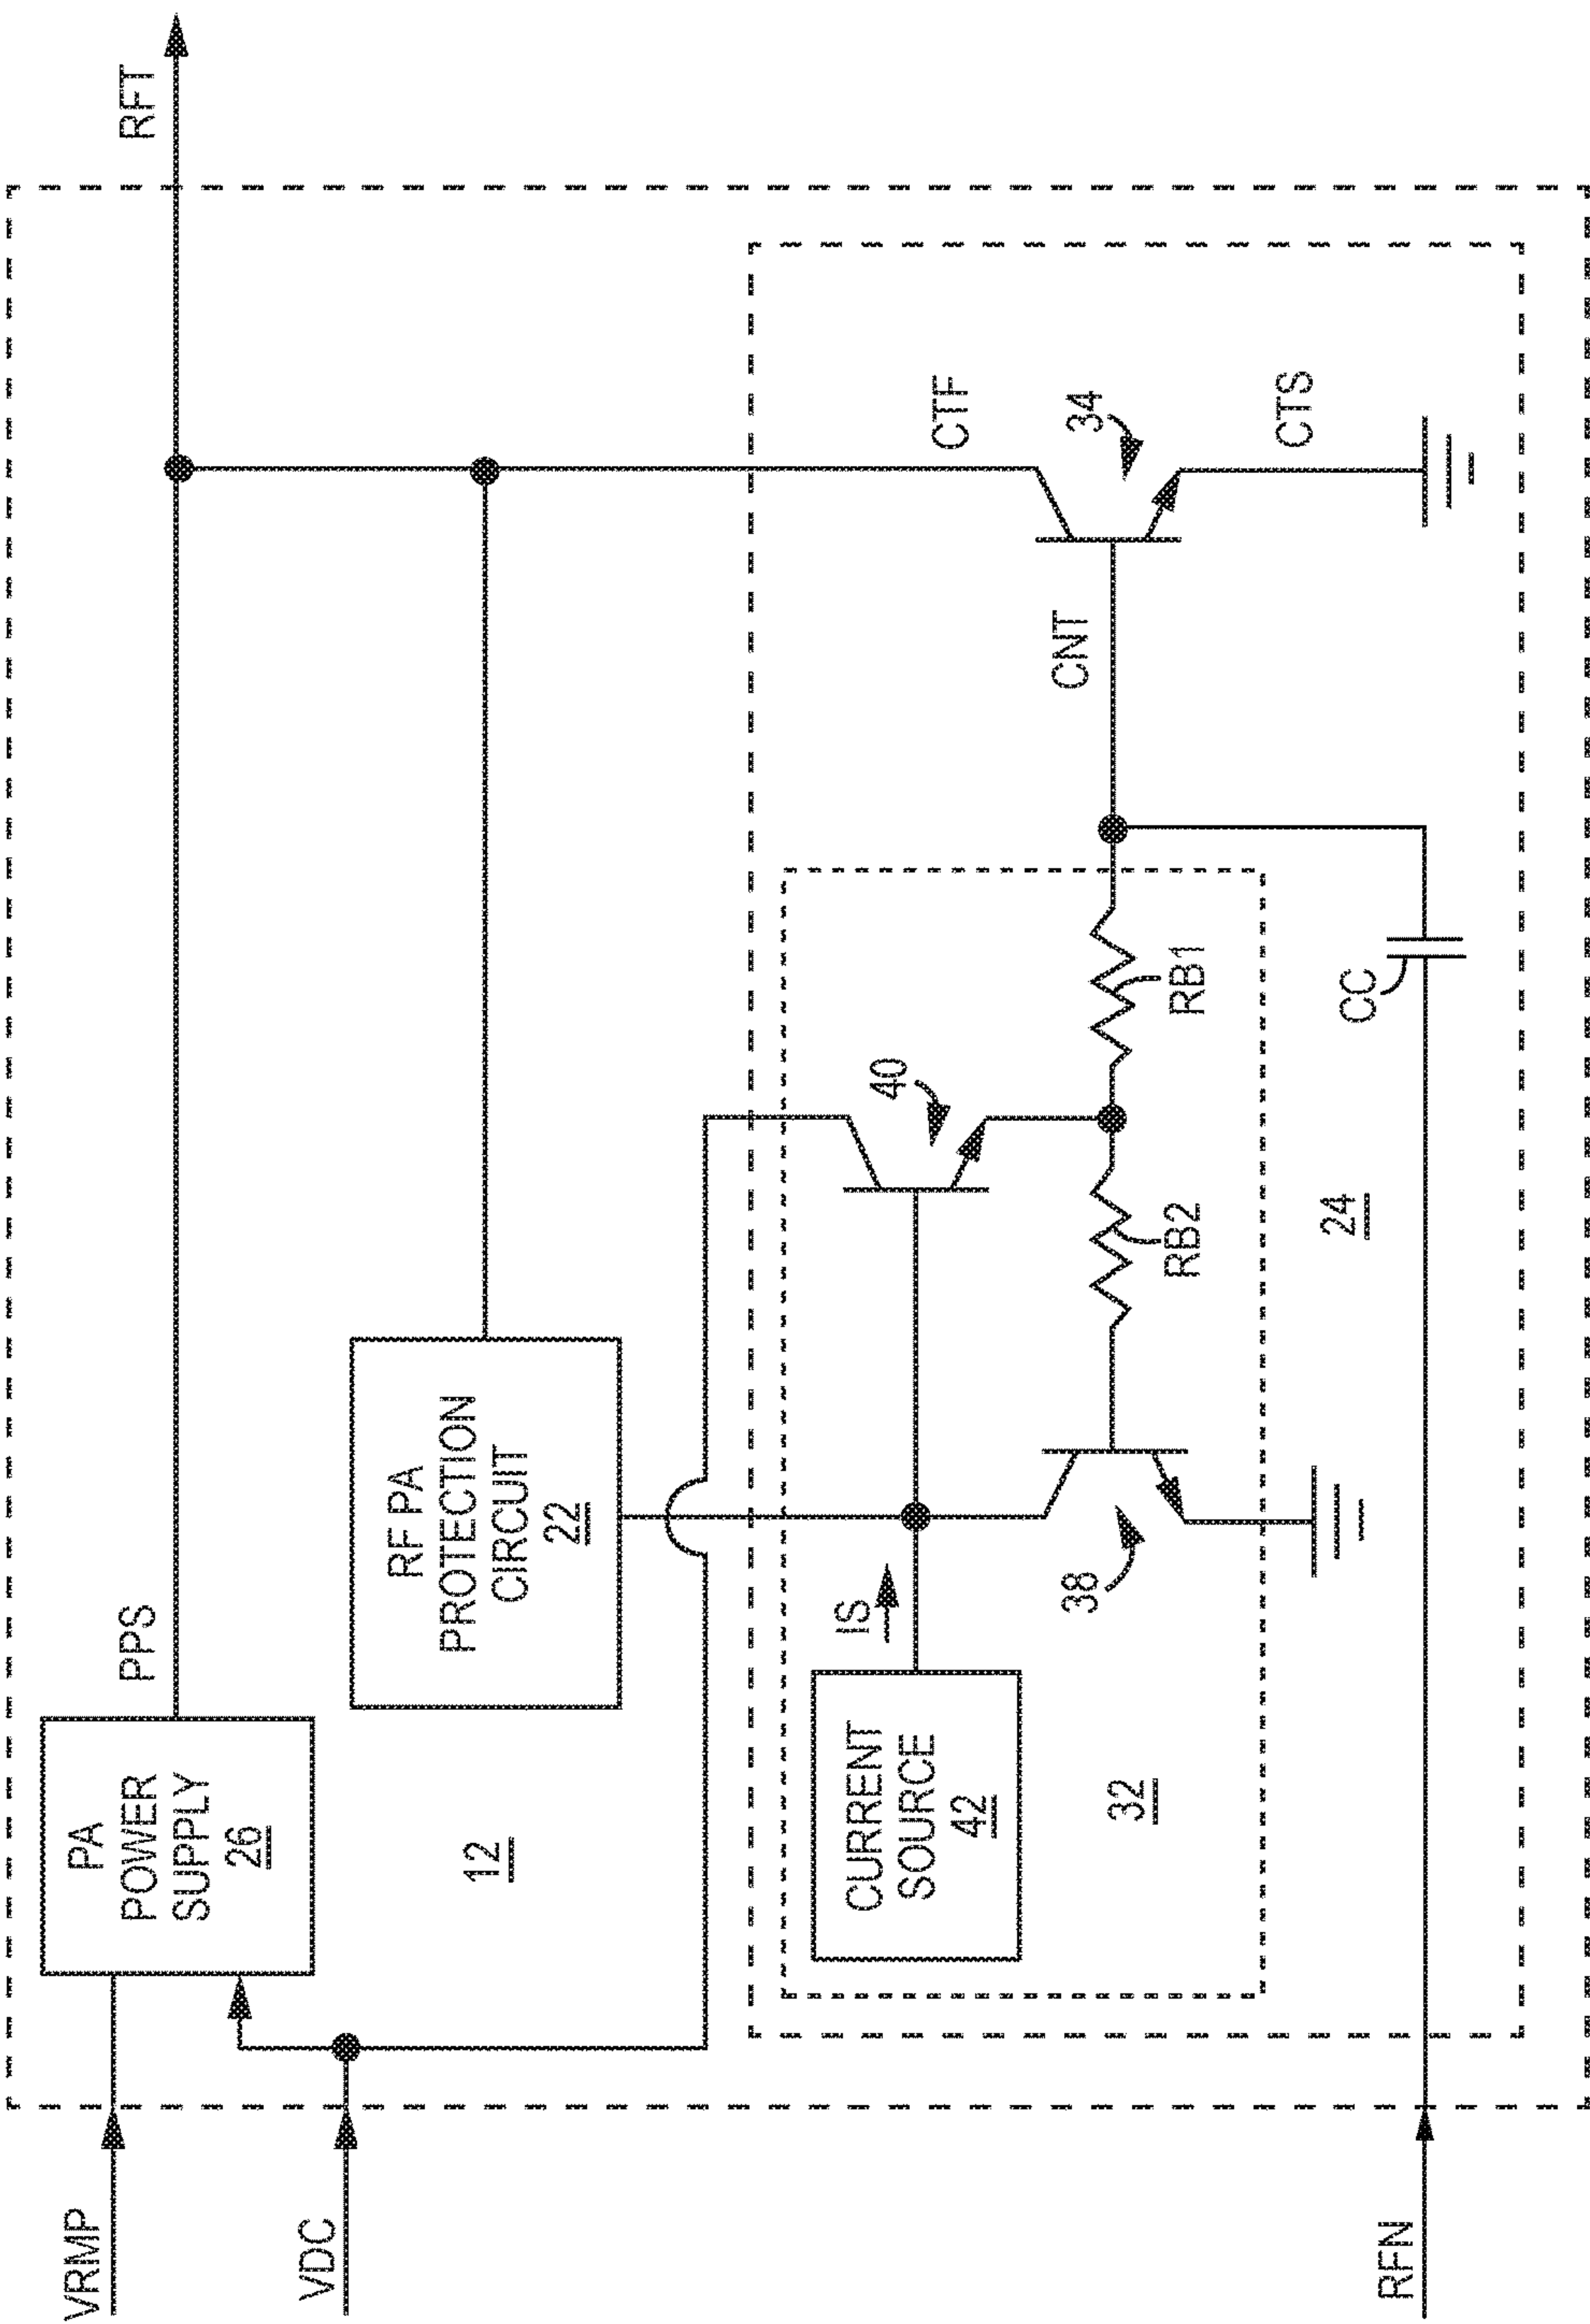 VRMP
PA
POWER
SUPPLY
26
PPS
RFT
VDC
12
RF PA
PROTECTION
CIRCUIT
22
CURRENT
SOURCE
42
IS
40
CTF
38
CNT
34
32
RB2
RB1
CTS
24
CC
RFN